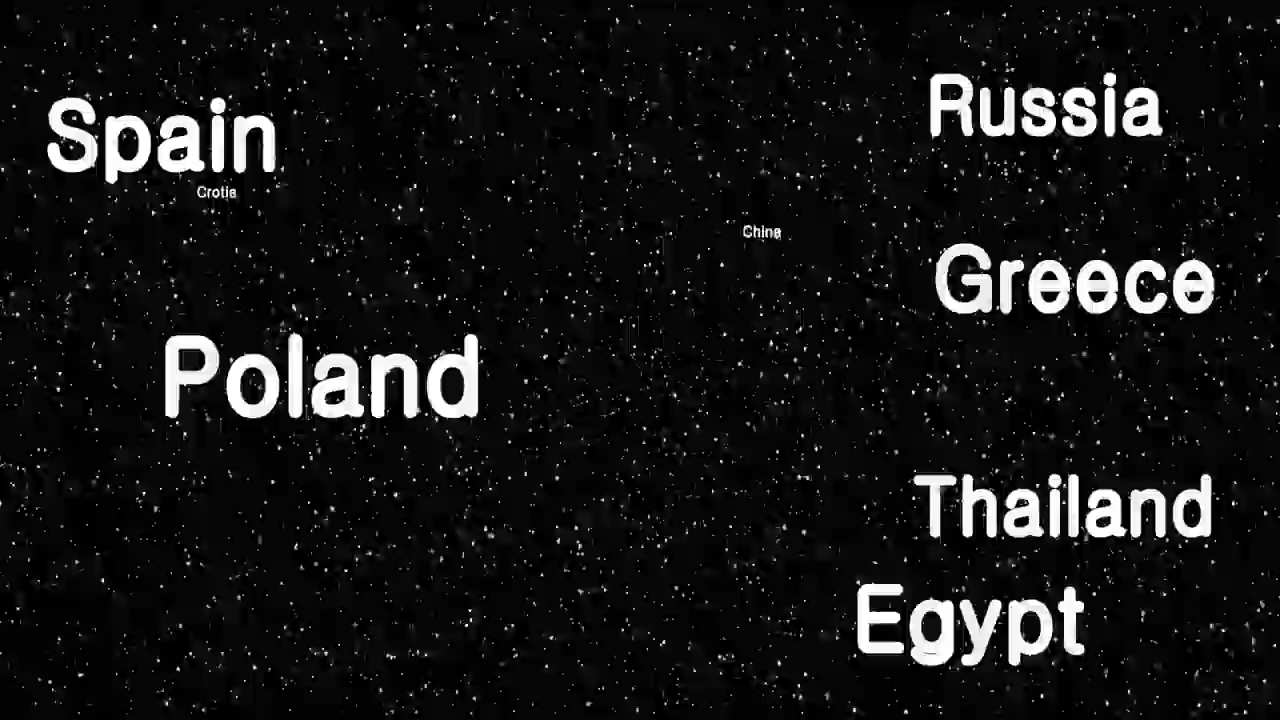 Spain
Russia
Crotia
China
Greece
Poland
Thailand
Egypt